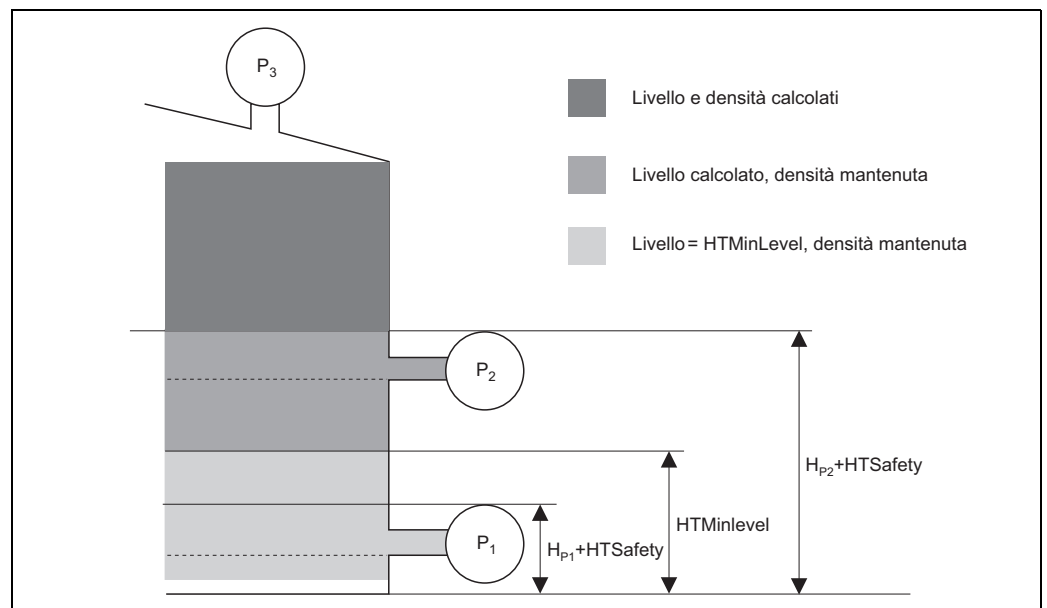 P3
Livello e densità calcolati
Livello calcolato, densità mantenuta
Livello = HTMinLevel, densità mantenuta
P2
HP2+HTSafety
HTMinlevel
P1
HP1+HTSafety